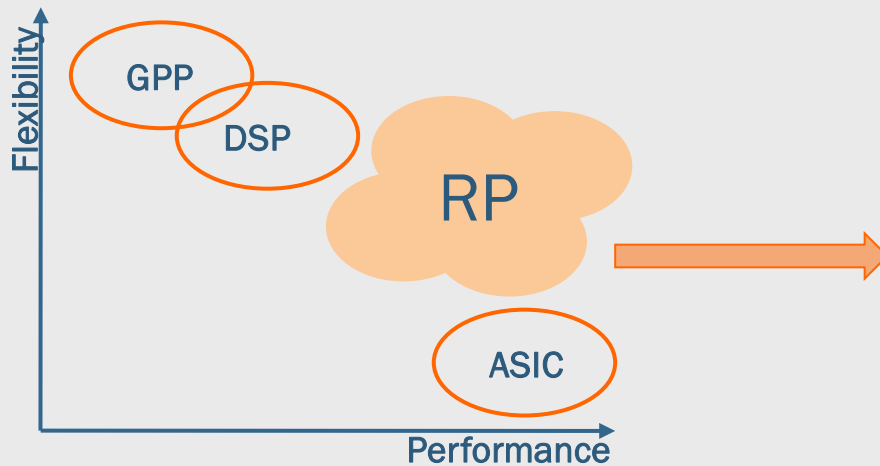 Flexibility
GPP
DSP
RP
ASIC
Performance